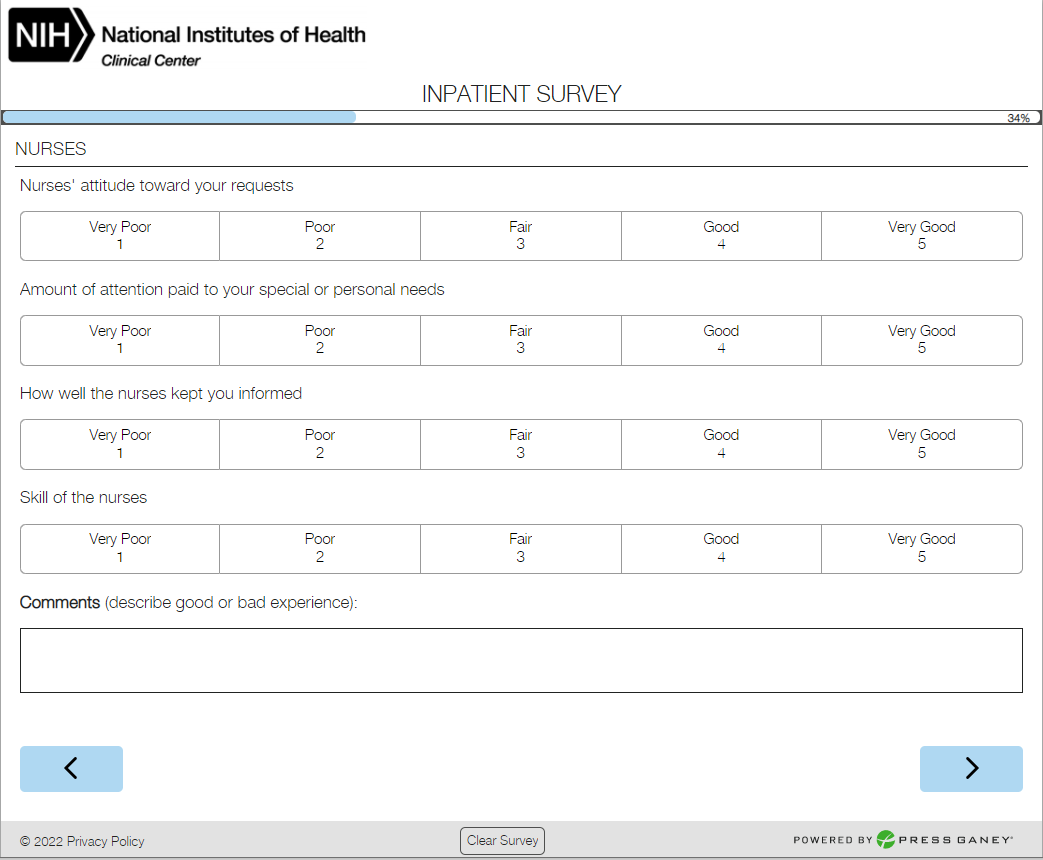 NIH National Institutes of Health
Clinical Center
INPATIENT SURVEY
34%
NURSES
Nurses' attitude toward your requests
Very Poor Poor Fair Good Very Good
1 2 3 4 5
Amount of attention paid to your special or personal needs
Very Poor Poor Fair Good Very Good
1 2 3 4 5
How well the nurses kept you informed
Very Poor Poor Fair Good Very Good
1 2 3 4 5
Skill of the nurses
Very Poor Poor Fair Good Very Good
1 2 3 4 5
Comments (describe good or bad experience):
© 2022 Privacy Policy Clear Survey POWERED BY PRESS GANEY